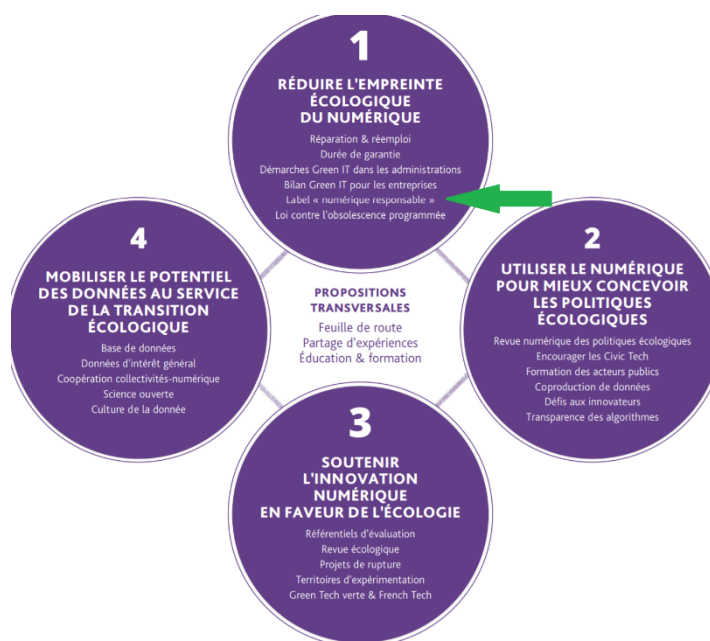 1
RÉDUIRE L'EMPREINTE
ÉCOLOGIQUE
DU NUMÉRIQUE
Réparation & réemploi
Durée de garantie
Démarches Green IT dans les administrations
Bilan Green IT pour les entreprises
Label « numérique responsable »
Loi contre l'obsolescence programmée
2
UTILISER LE NUMÉRIQUE
POUR MIEUX CONCEVOIR
LES POLITIQUES
ÉCOLOGIQUES
Revue numérique des politiques écologiques
Encourager les Civic Tech
Formation des acteurs publics
Coproduction de données
Défis aux innovateurs
Transparence des algorithmes
3
SOUTENIR
L'INNOVATION
NUMÉRIQUE
EN FAVEUR DE L'ÉCOLOGIE
Référentiels d'évaluation
Revue écologique
Projets de rupture
Territoires d'expérimentation
Green Tech verte & French Tech
4
MOBILISER LE POTENTIEL
DES DONNÉES AU SERVICE
DE LA TRANSITION
ÉCOLOGIQUE
Base de données
Données d'intérêt général
Coopération collectivités-numérique
Science ouverte
Culture de la donnée
PROPOSITIONS
TRANSVERSALES
Feuille de route
Partage d'expériences
Éducation & formation